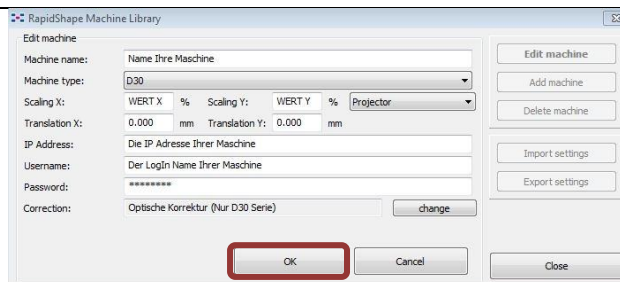 RapidShape Machine Library
Edit machine
Machine name: Name Ihre Maschine
Machine type: D30
Scaling X: WERT X % Scaling Y: WERT Y % Projector
Translation X: 0.000 mm Translation Y: 0.000 mm
IP Address: Die IP Adresse Ihrer Maschine
Username: Der LogIn Name Ihrer Maschine
Password: ********
Correction: Optische Korrektur (Nur D30 Serie) change
OK Cancel
Edit machine
Add machine
Delete machine
Import settings
Export settings
Close